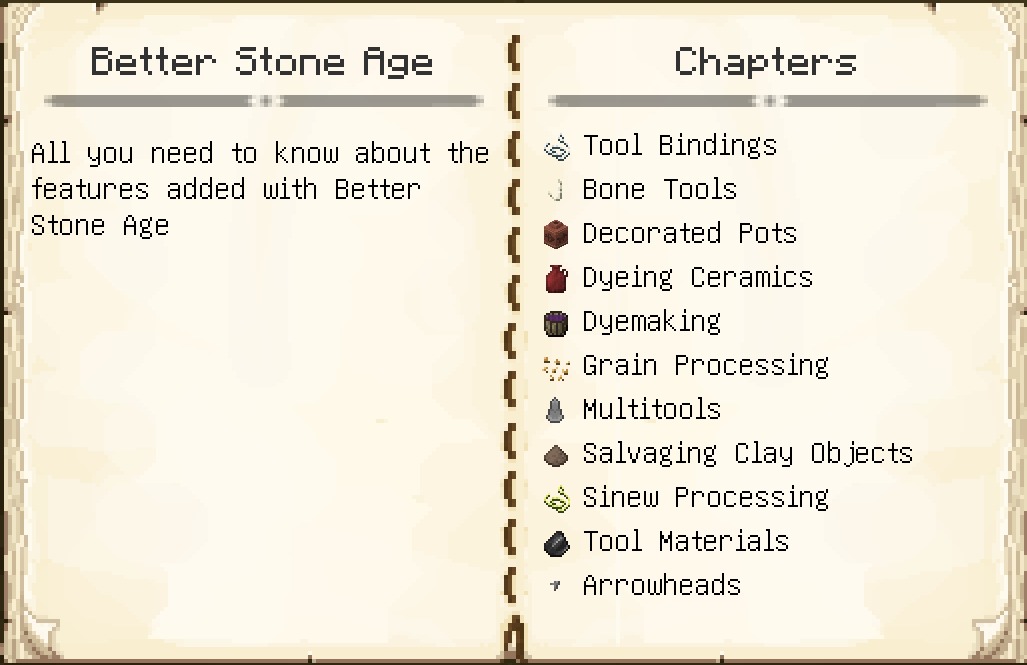 Better Stone Age
All you need to know about the
features added with Better
Stone Age
Chapters
Tool Bindings
Bone Tools
Decorated Pots
Dyeing Ceramics
Dyemaking
Grain Processing
Multitools
Salvaging Clay Objects
Sinew Processing
Tool Materials
Arrowheads